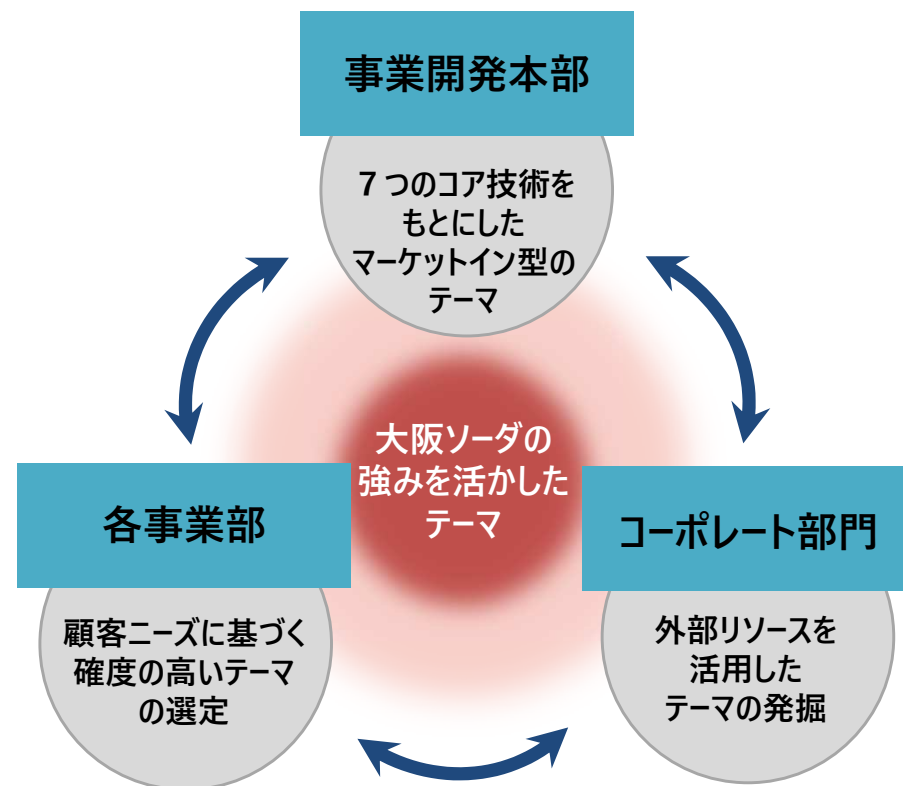 事業開発本部
７つのコア技術を
もとにした
マーケットイン型の
テーマ
大阪ソーダの
強みを活かした
テーマ
各事業部
顧客ニーズに基づく
確度の高いテーマ
の選定
コーポレート部門
外部リソースを
活用した
テーマの発掘